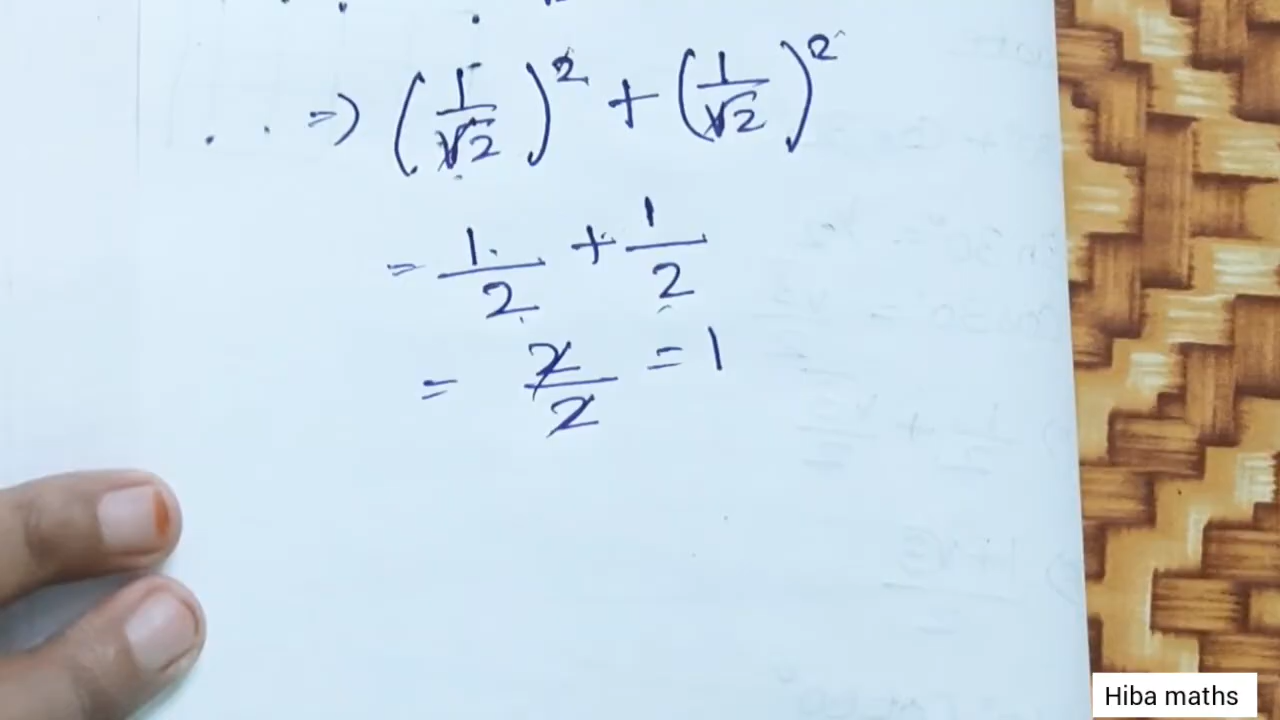 =) (1/√2)² + (1/√2)²
= 1/2 + 1/2
= 2/2 = 1
Hiba maths